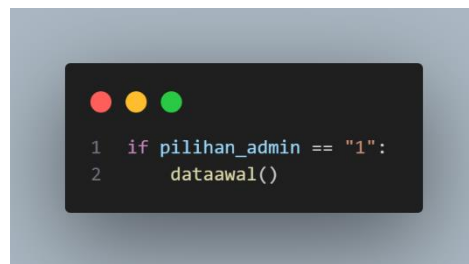 1 if pilihan_admin == "1":
2 dataawal()